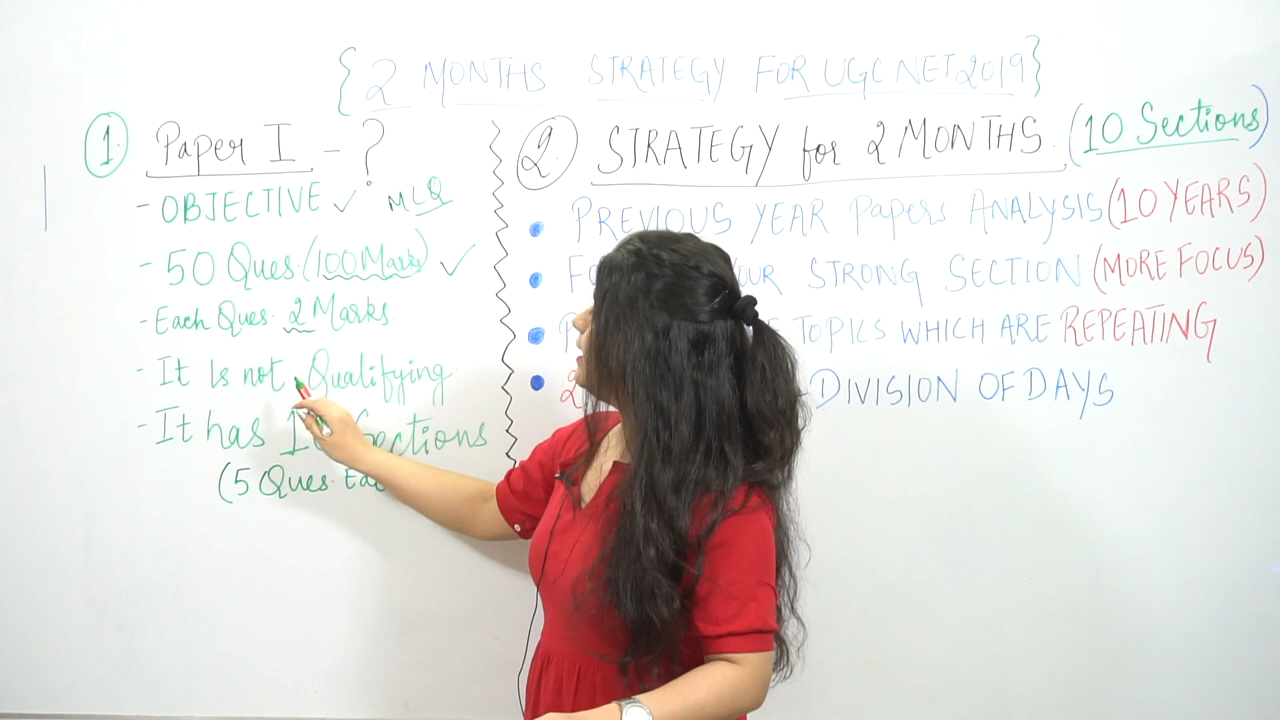 {2 MONTHS STRATEGY FOR UGC NET 2019}
1. Paper I - ?
- OBJECTIVE ✓ MCQ
- 50 Ques. (100 Marks) ✓
- Each Ques. 2 Marks.
- It Is not Qualifying.
- It has Sections
(5 Ques.
2. STRATEGY for 2 MONTHS. (10 Sections)
PREVIOUS YEAR Papers ANALYSIS (10 YEARS)
STRONG SECTION (MORE FOCUS)
TOPICS WHICH ARE REPEATING
DIVISION OF DAYS